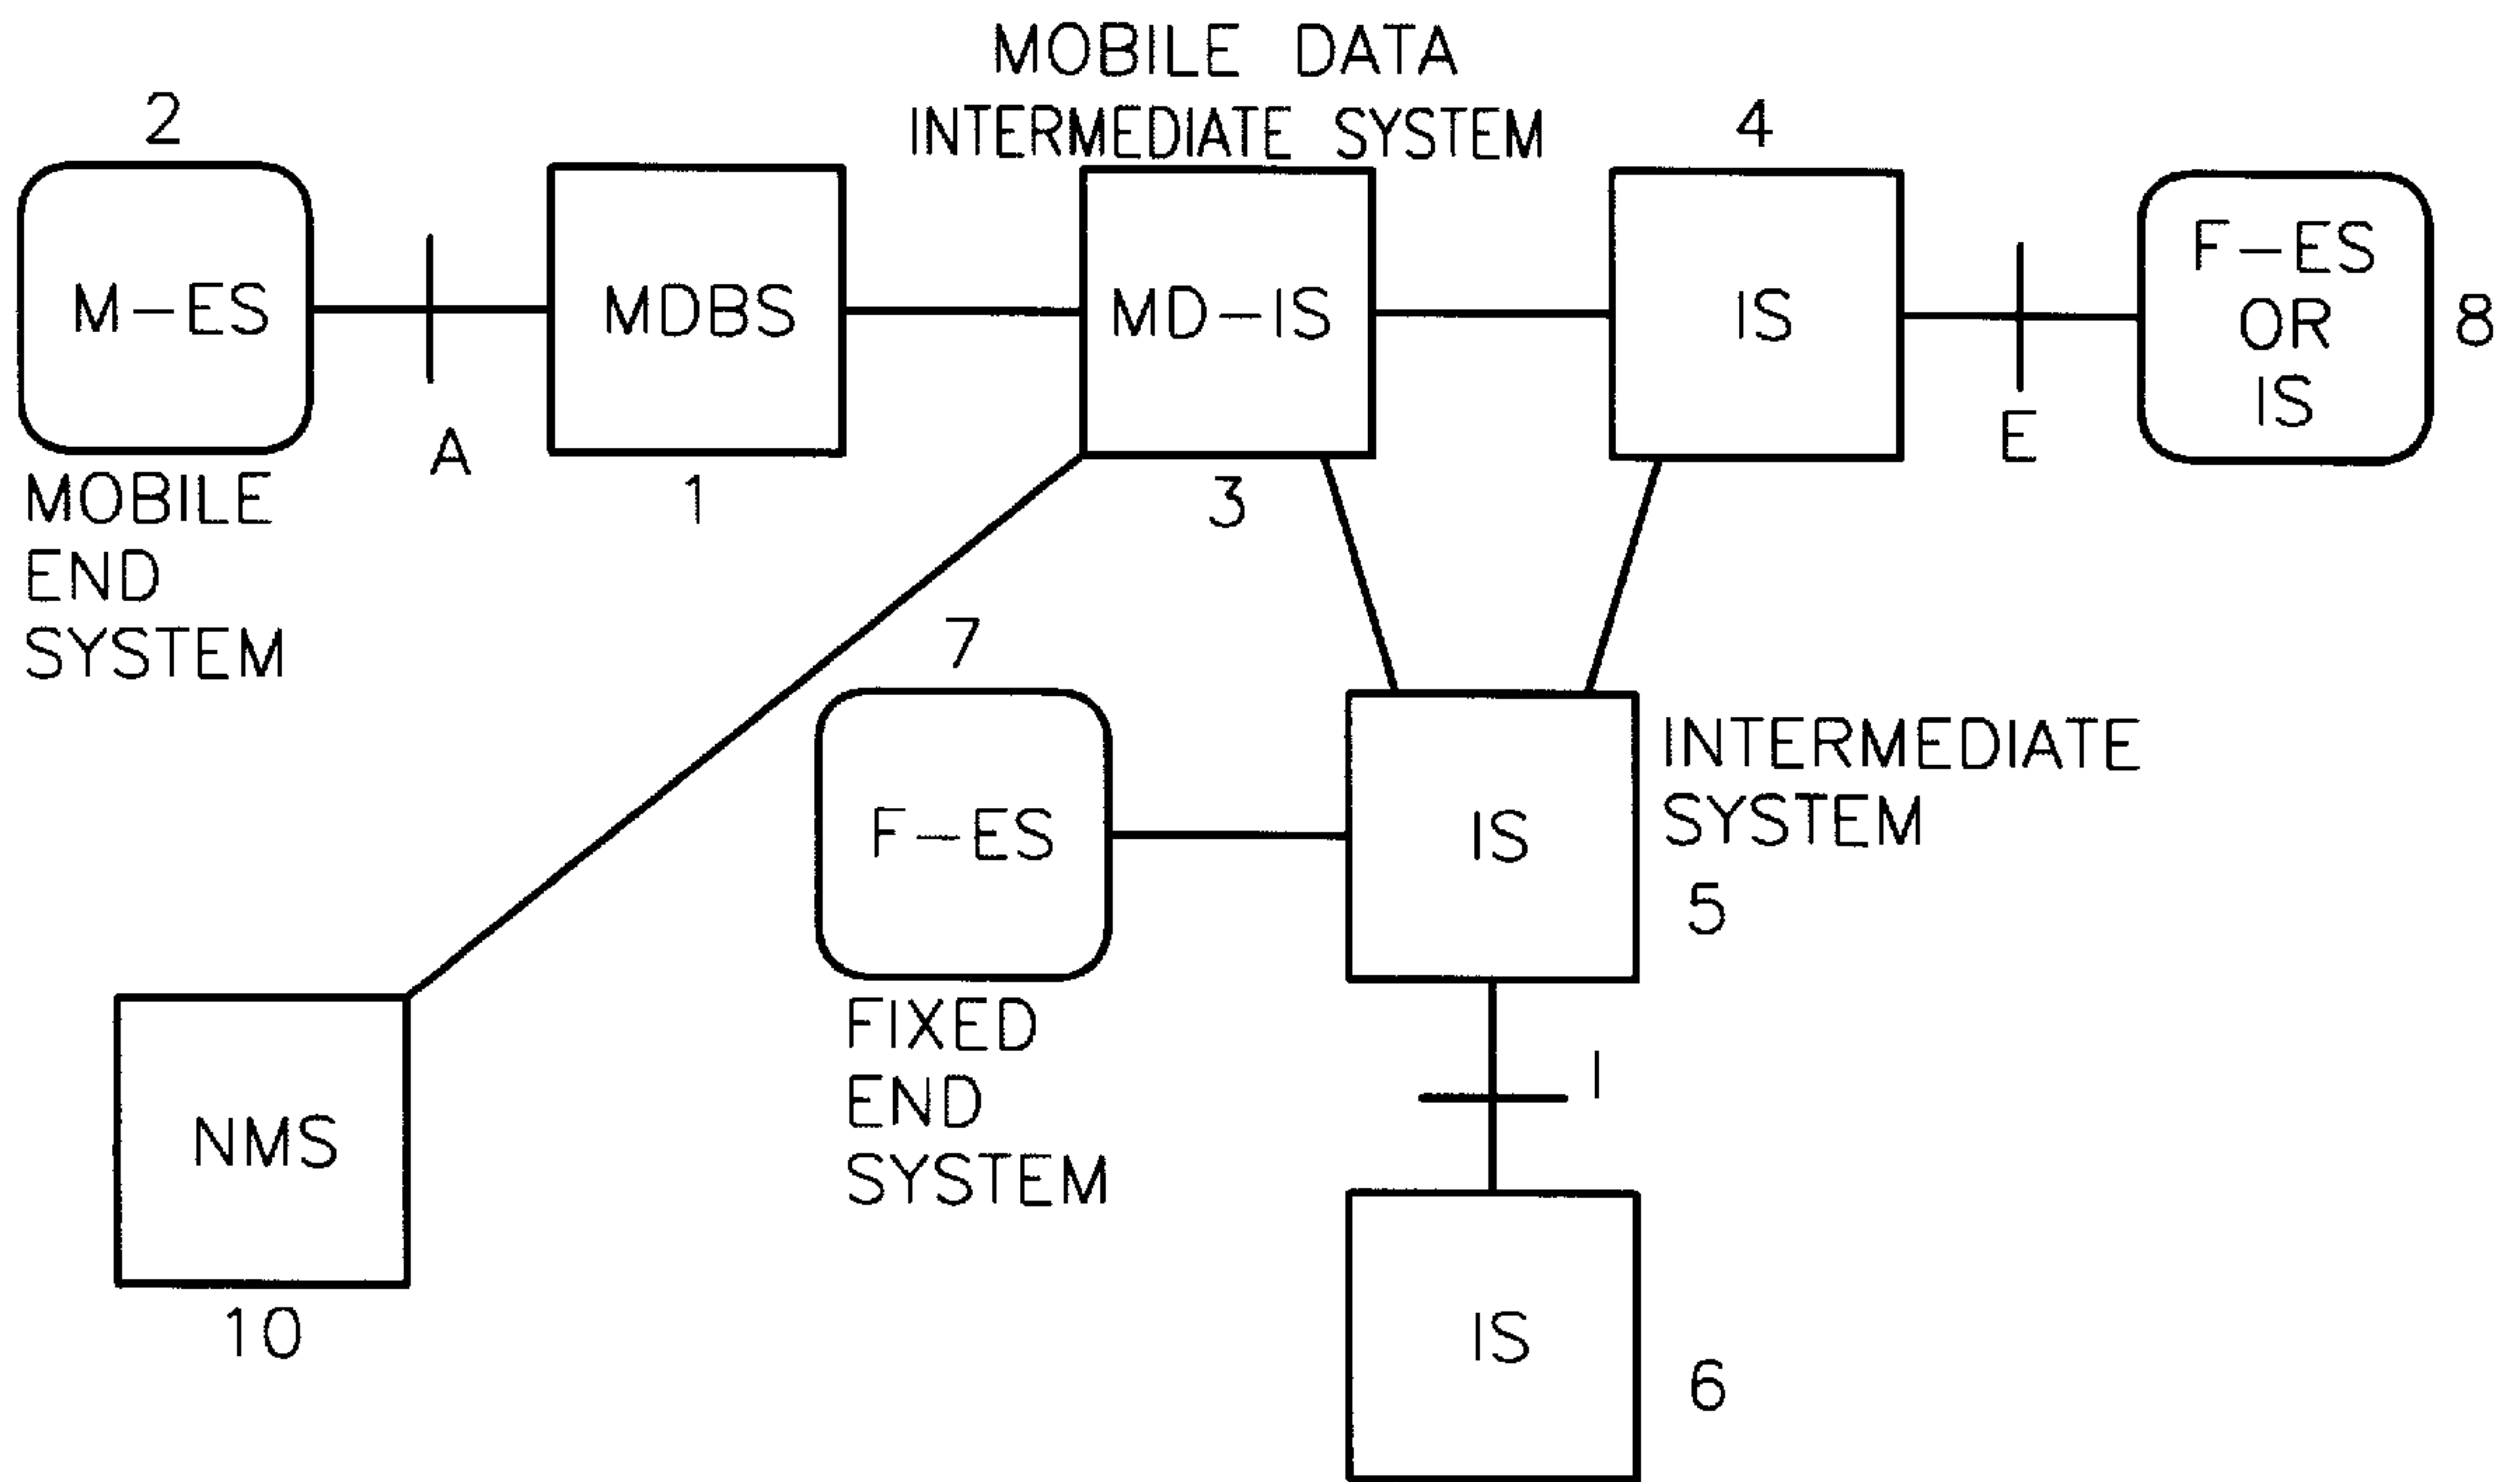 MOBILE DATA
INTERMEDIATE SYSTEM
2
4
M-ES
MDBS
MD-IS
IS
F-ES
OR
IS
8
A
E
1
3
MOBILE
END
SYSTEM
7
F-ES
IS
INTERMEDIATE
SYSTEM
5
FIXED
END
SYSTEM
I
NMS
10
IS
6